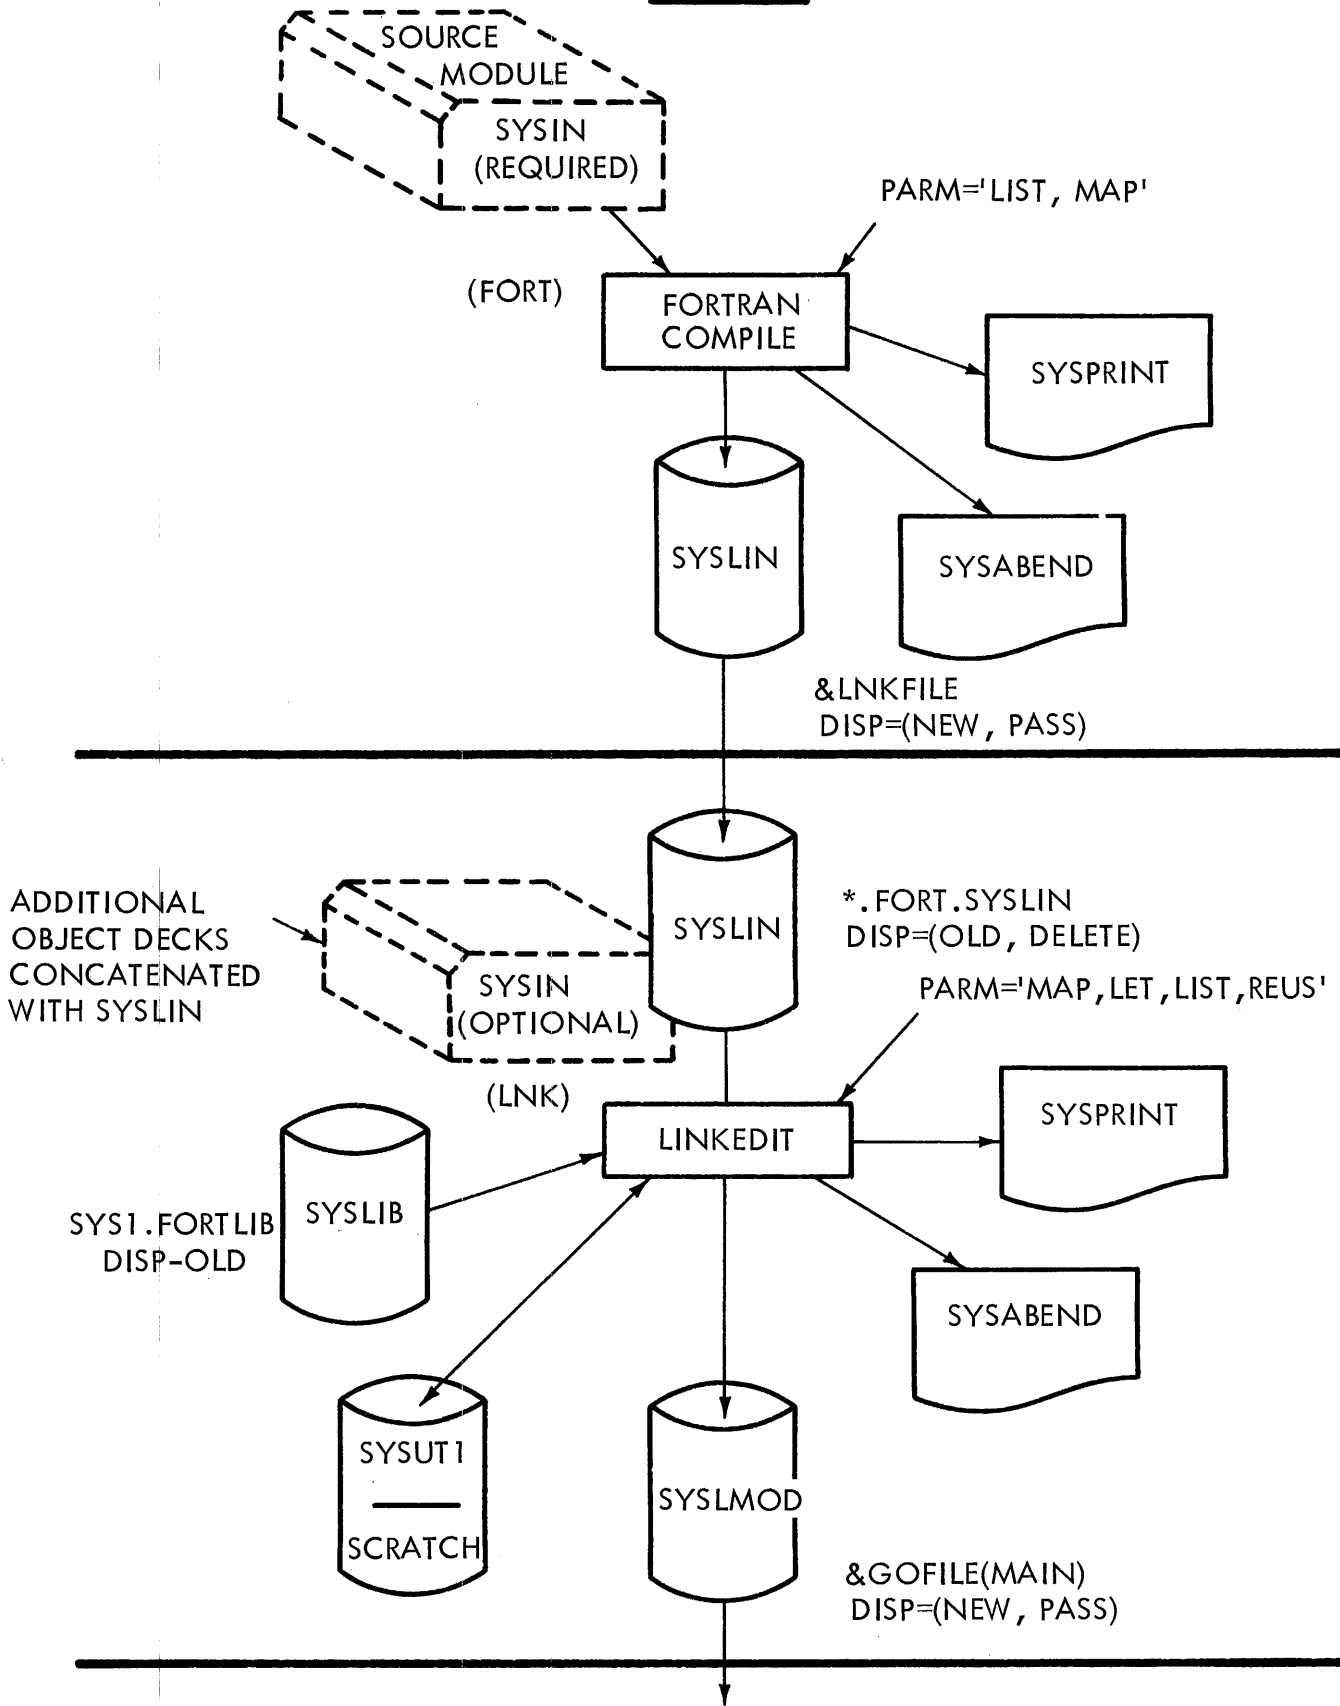 SOURCE
MODULE
SYSIN
(REQUIRED)
PARM='LIST, MAP'
(FORT)
FORTRAN
COMPILE
SYSPRINT
SYSLIN
SYSABEND
&LNKFILE
DISP=(NEW, PASS)
ADDITIONAL
OBJECT DECKS
CONCATENATED
WITH SYSLIN
SYSLIN
*.FORT.SYSLIN
DISP=(OLD, DELETE)
SYSIN
(OPTIONAL)
PARM='MAP,LET,LIST,REUS'
(LNK)
LINKEDIT
SYSPRINT
SYSLIB
SYS1.FORTLIB
DISP-OLD
SYSABEND
SYSUT1
SCRATCH
SYSLMOD
&GOFILE(MAIN)
DISP=(NEW, PASS)